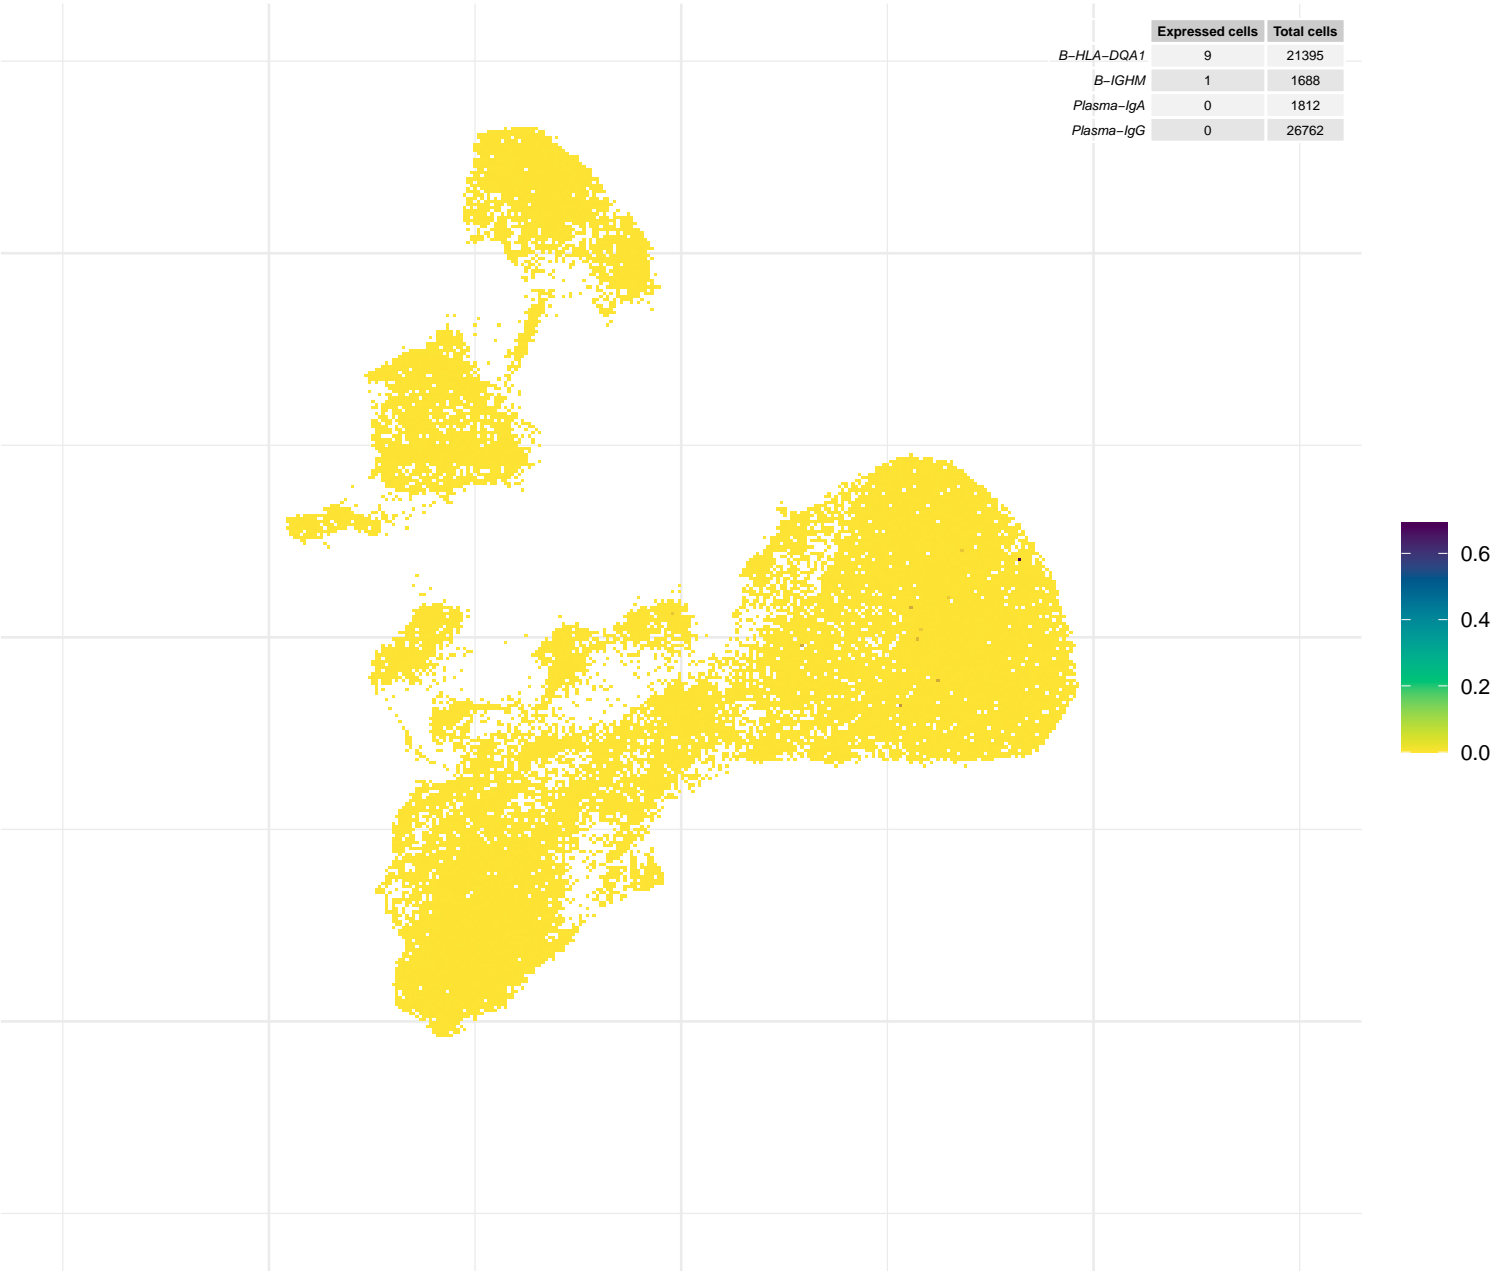 Expressed cells Total cells
B−HLA−DQA1 9 21395
B−IGHM 1 1688
Plasma−IgA 0 1812
Plasma−IgG 0 26762
0.6
0.4
0.2
0.0